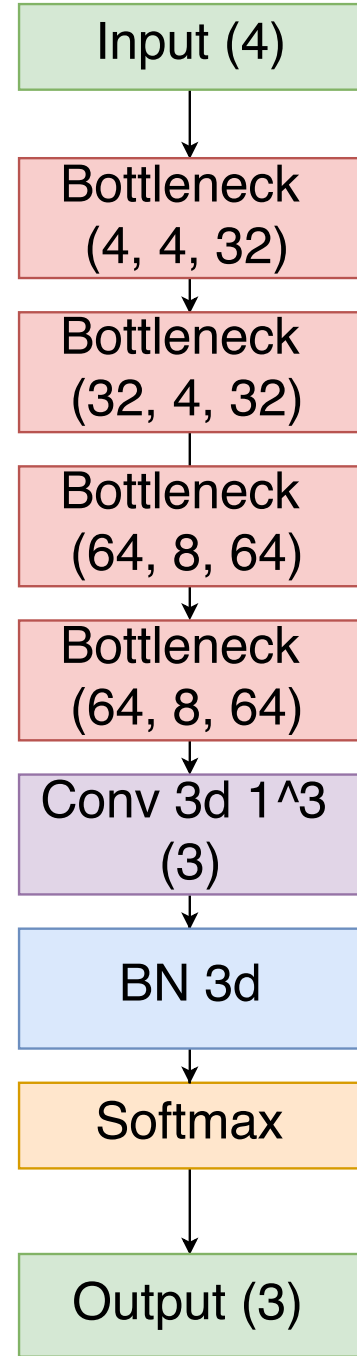 Input (4)
Bottleneck
(4, 4, 32)
Bottleneck
(32, 4, 32)
Bottleneck
(64, 8, 64)
Bottleneck
(64, 8, 64)
Conv 3d 1^3
(3)
BN 3d
Softmax
Output (3)